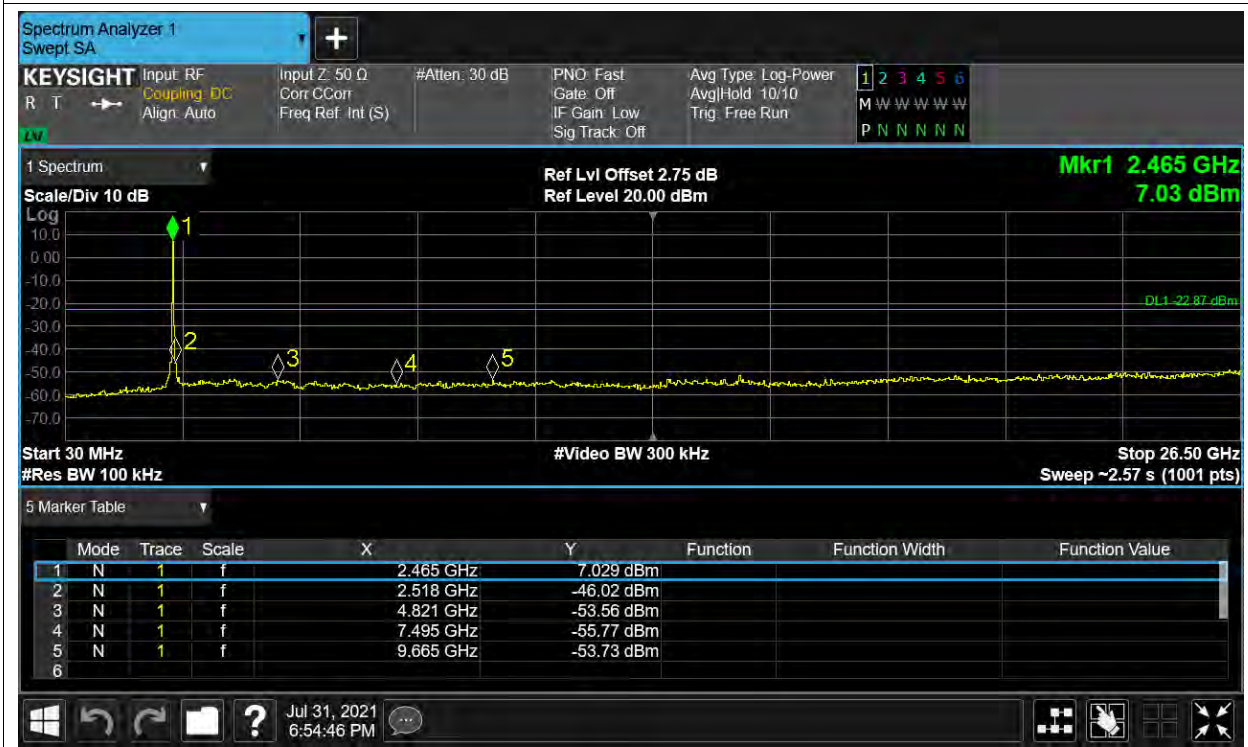 Spectrum Analyzer 1
Swept SA
KEYSIGHT
R T
Input: RF
Coupling: DC
Align: Auto
Input Z: 50 Ω
Corr CCorr
Freq Ref: Int (S)
#Atten: 30 dB
PNO: Fast
Gate: Off
IF Gain: Low
Sig Track: Off
Avg Type: Log-Power
Avg|Hold: 10/10
Trig: Free Run
1 2 3 4 5 6
M W W W W W
P N N N N N
1 Spectrum
Scale/Div 10 dB
Ref Lvl Offset 2.75 dB
Ref Level 20.00 dBm
Mkr1 2.465 GHz
7.03 dBm
Log
10.0
0.00
-10.0
-20.0
-30.0
-40.0
-50.0
-60.0
-70.0
1
2
3
4
5
DL1 -22.87 dBm
Start 30 MHz
#Video BW 300 kHz
Stop 26.50 GHz
#Res BW 100 kHz
Sweep ~2.57 s (1001 pts)
5 Marker Table
Mode Trace Scale X Y Function Function Width Function Value
1 N 1 f 2.465 GHz 7.029 dBm
2 N 1 f 2.518 GHz -46.02 dBm
3 N 1 f 4.821 GHz -53.56 dBm
4 N 1 f 7.495 GHz -55.77 dBm
5 N 1 f 9.665 GHz -53.73 dBm
6
?
Jul 31, 2021
6:54:46 PM